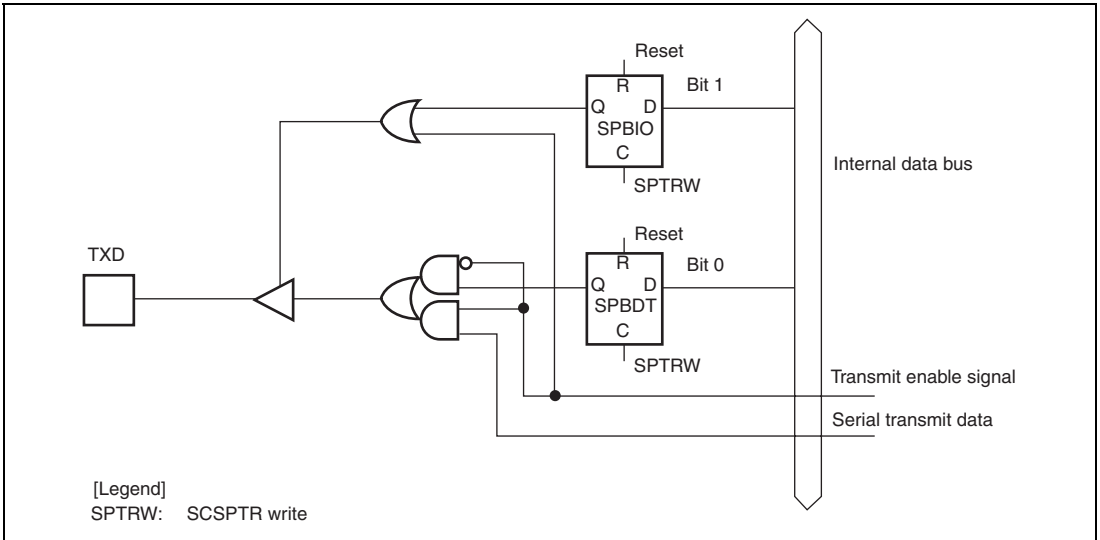 Reset
R
Bit 1
Q D
SPBIO
C
SPTRW
Internal data bus
Reset
TXD
R
Bit 0
Q D
SPBDT
C
SPTRW
Transmit enable signal
Serial transmit data
[Legend]
SPTRW: SCSPTR write